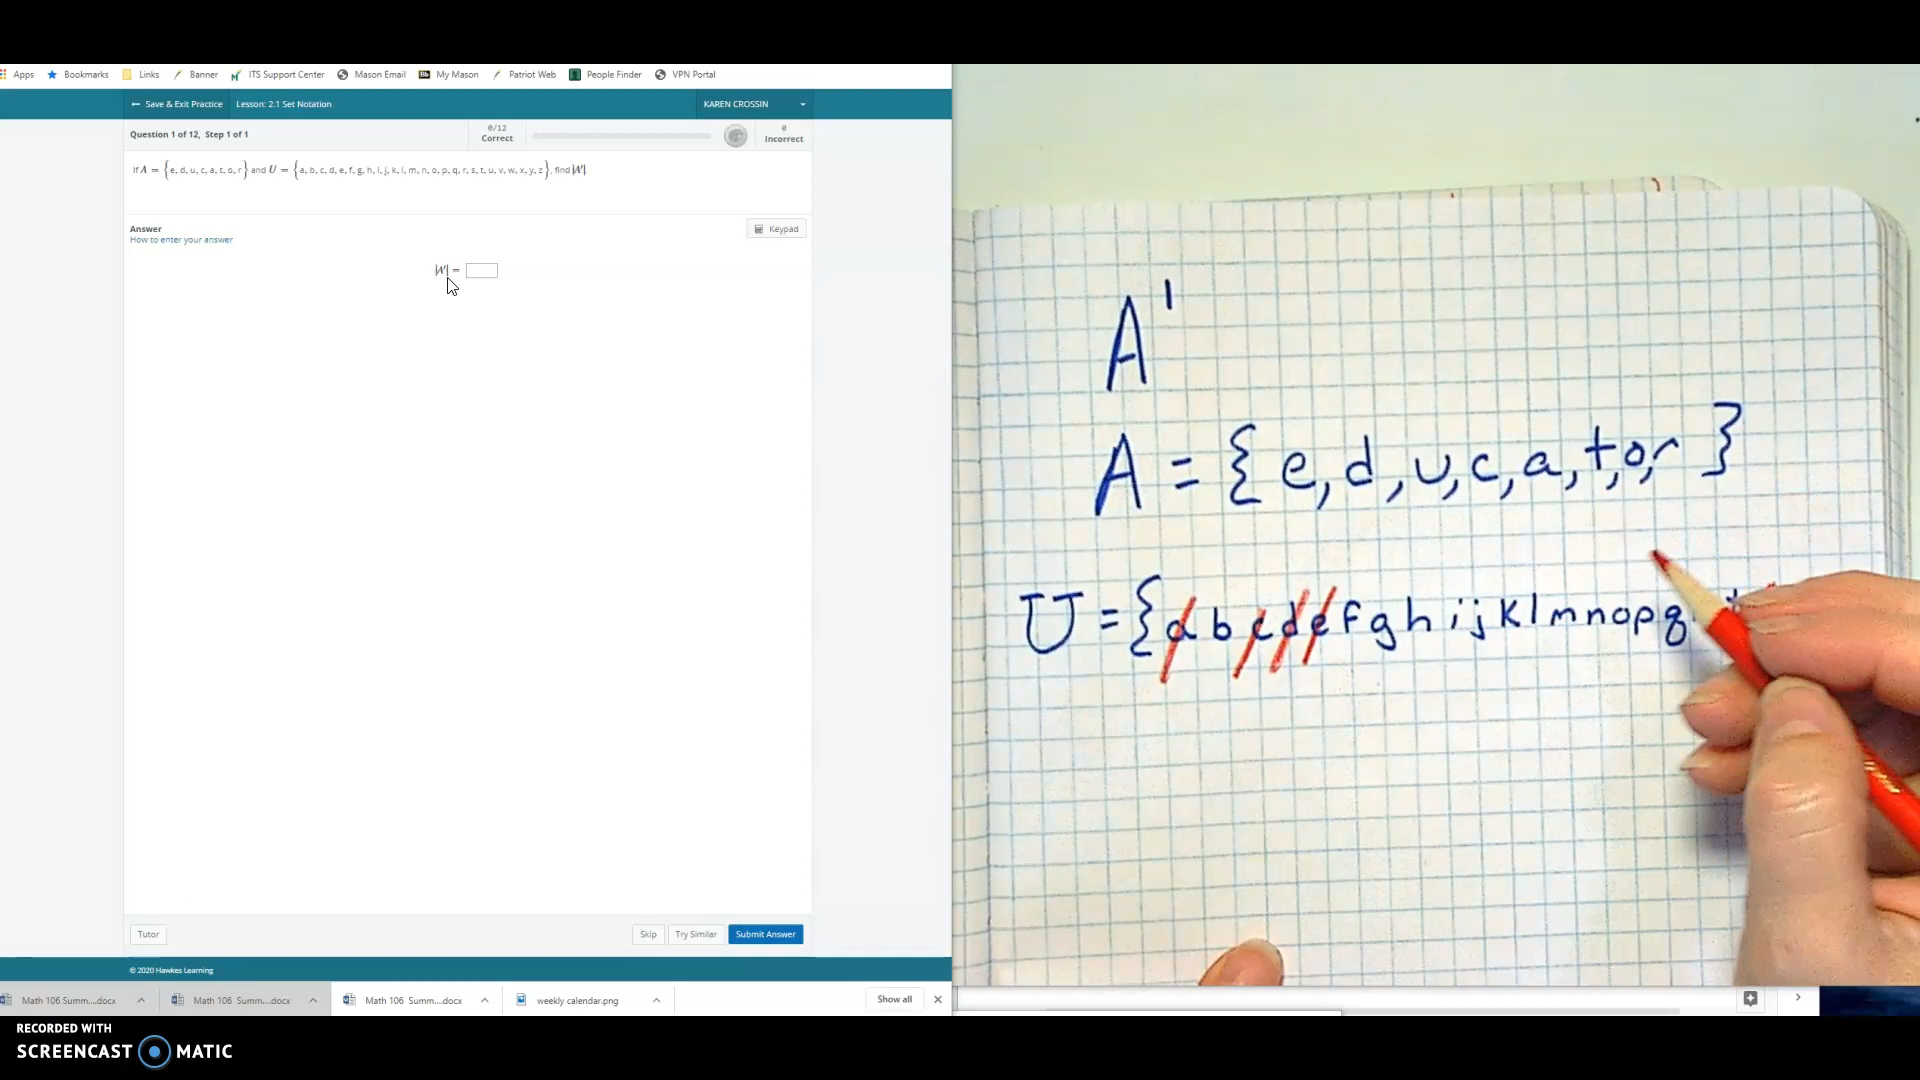 Apps Bookmarks Links Banner ITS Support Center Mason Email My Mason Patriot Web People Finder VPN Portal
← Save & Exit Practice Lesson: 2.1 Set Notation KAREN CROSSIN
Question 1 of 12, Step 1 of 1
0/12
Correct
0
Incorrect
If A = {e, d, u, c, a, t, o, r} and U = {a, b, c, d, e, f, g, h, i, j, k, l, m, n, o, p, q, r, s, t, u, v, w, x, y, z}, find |A′|.
Answer
How to enter your answer
Keypad
|A′| =
Tutor
Skip
Try Similar
Submit Answer
© 2020 Hawkes Learning
Math 106 Summ....docx
Math 106 Summ....docx
Math 106 Summ....docx
weekly calendar.png
Show all
A'
A = { e, d, u, c, a, t, o, r }
U = { a b c d e f g h i j k l m n o p q
RECORDED WITH
SCREENCAST MATIC